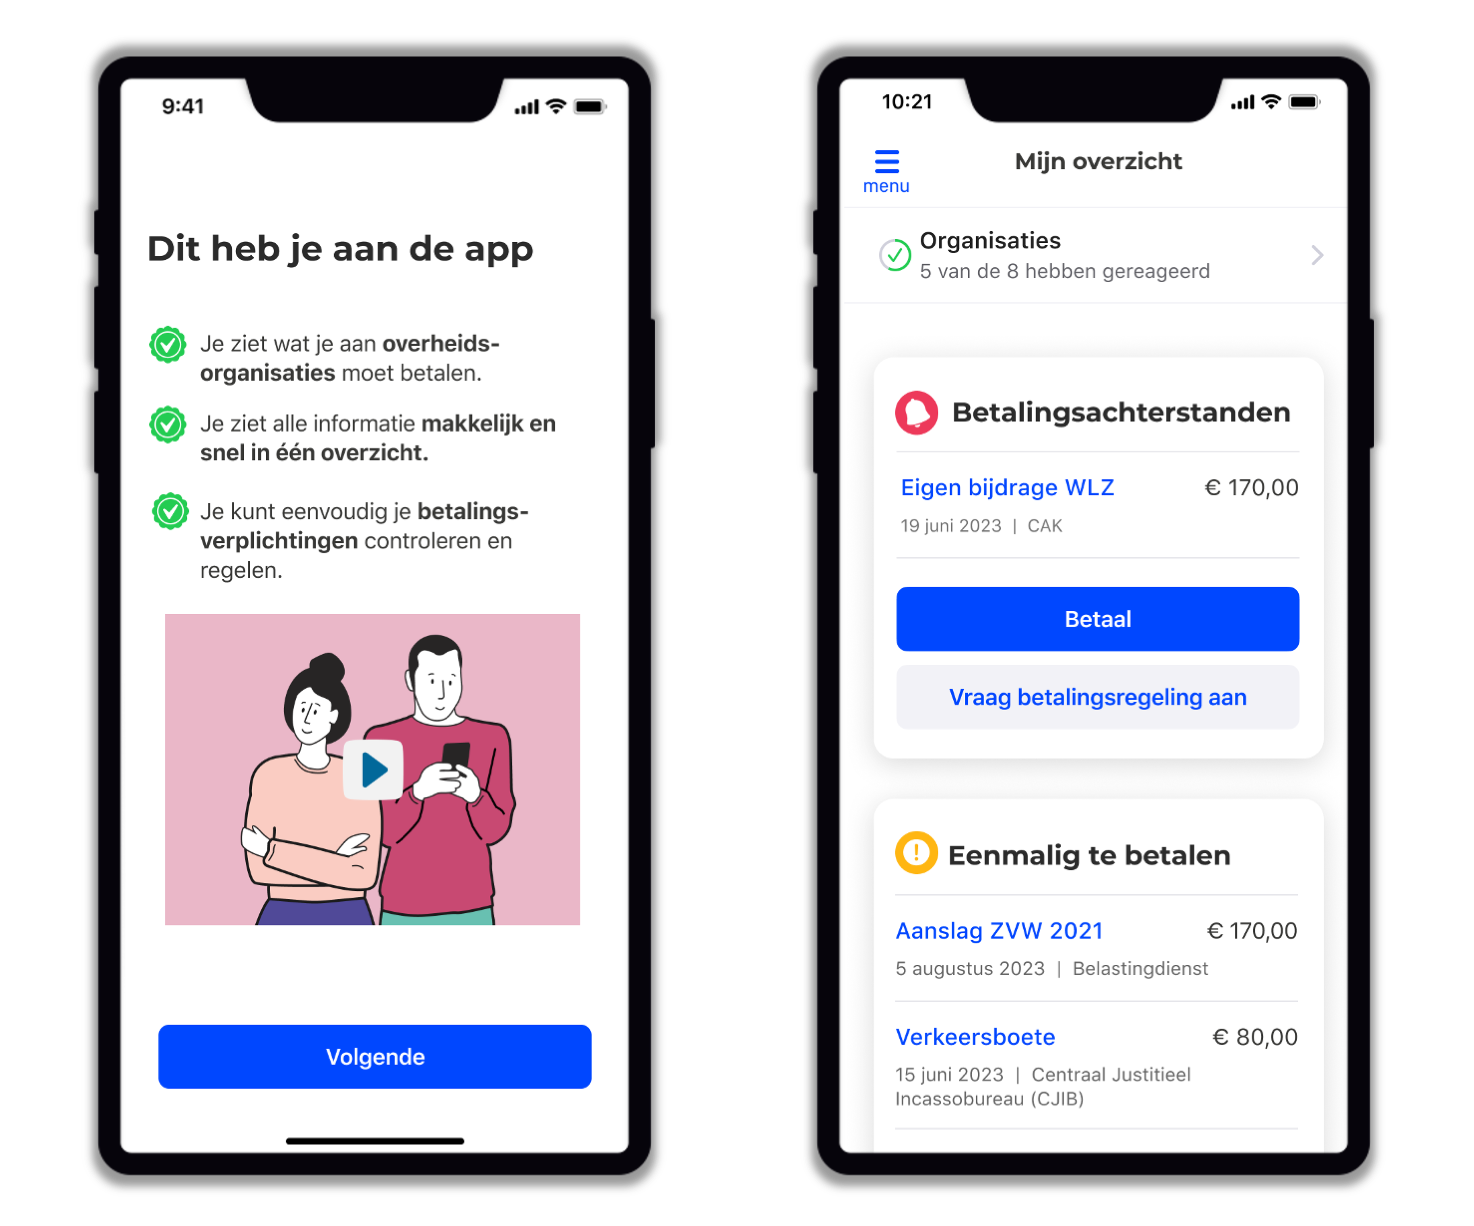 9:41
Dit heb je aan de app
Je ziet wat je aan overheids-
organisaties moet betalen.
Je ziet alle informatie makkelijk en
snel in één overzicht.
Je kunt eenvoudig je betalings-
verplichtingen controleren en
regelen.
Volgende
10:21
menu
Mijn overzicht
Organisaties
5 van de 8 hebben gereageerd
Betalingsachterstanden
Eigen bijdrage WLZ € 170,00
19 juni 2023 | CAK
Betaal
Vraag betalingsregeling aan
Eenmalig te betalen
Aanslag ZVW 2021 € 170,00
5 augustus 2023 | Belastingdienst
Verkeersboete € 80,00
15 juni 2023 | Centraal Justitieel
Incassobureau (CJIB)